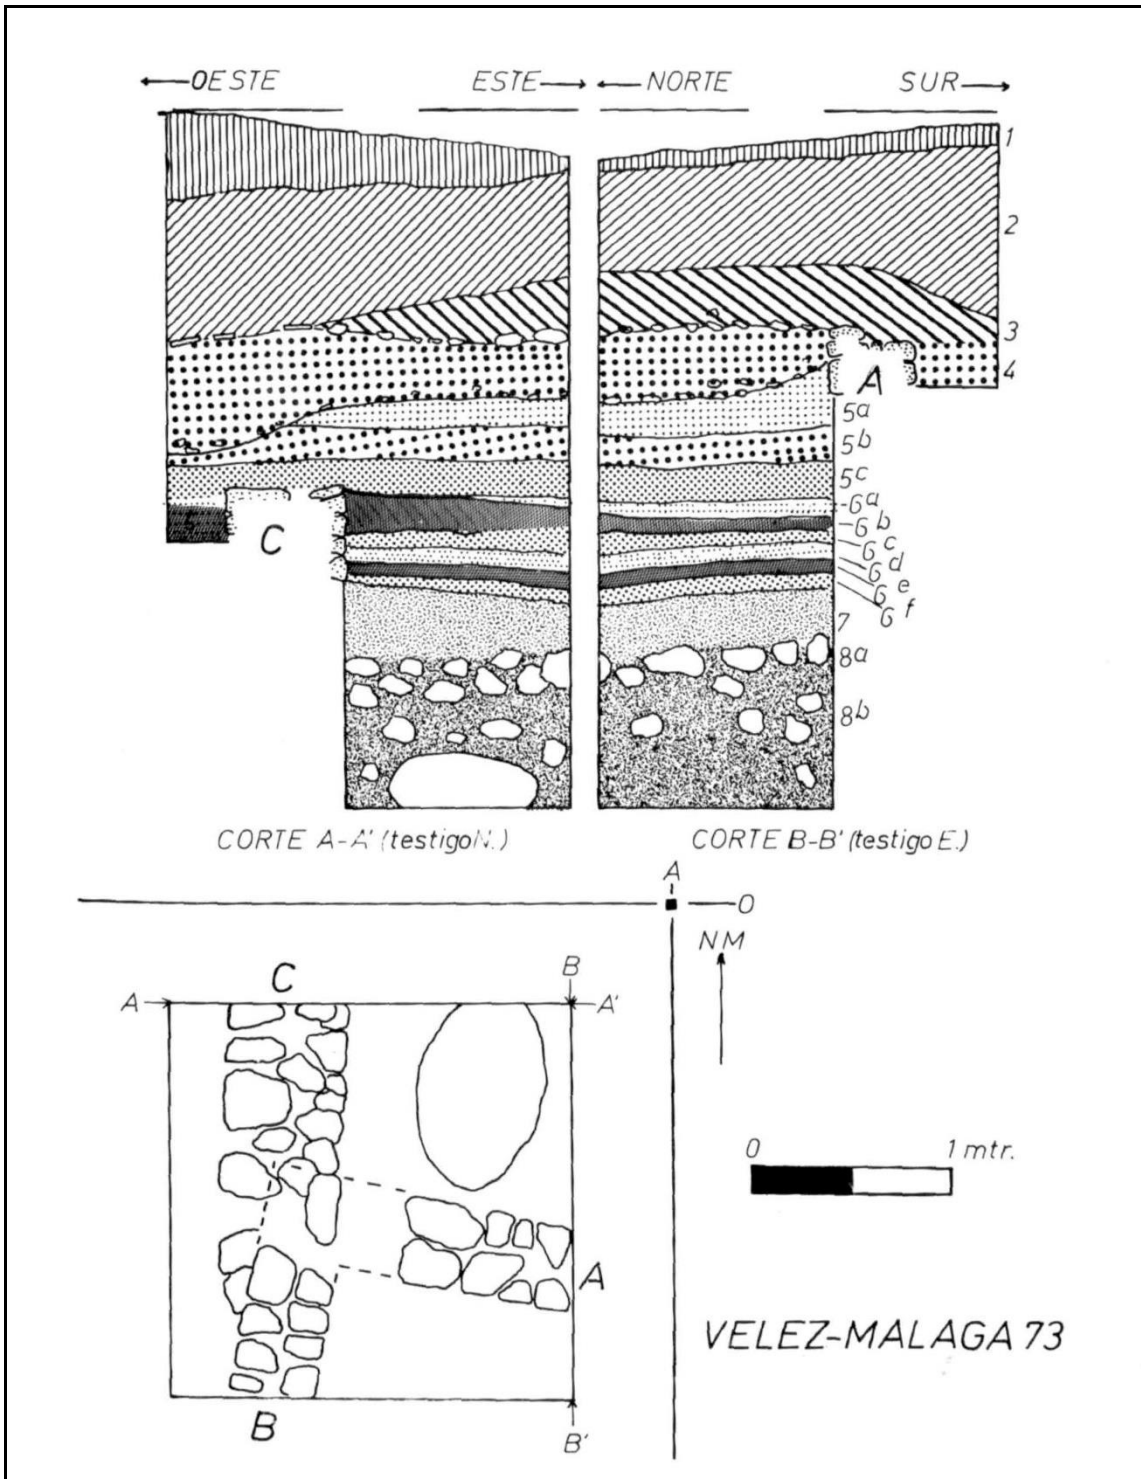 OESTE ESTE NORTE SUR
1
2
3
A 4
5a
5b
5c
6a
C 6b
6c
6d
6e
6f
7
8a
8b
CORTE A-A' (testigo N.) CORTE B-B' (testigo E.)
A
O
NM
C B
A A'
0 1 mtr.
A
VELEZ-MALAGA 73
B B'